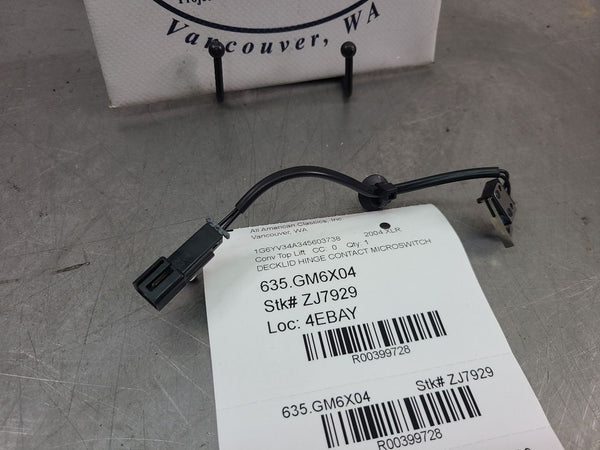 Vancouver, WA
All American Classics, Inc
Vancouver, WA
1G6YV34A345603738 2004 XLR
Conv Top Lift CC 0 Qty. 1
DECKLID HINGE CONTACT MICROSWITCH
635.GM6X04
Stk# ZJ7929
Loc: 4EBAY
R00399728
635.GM6X04 Stk# ZJ7929
R00399728